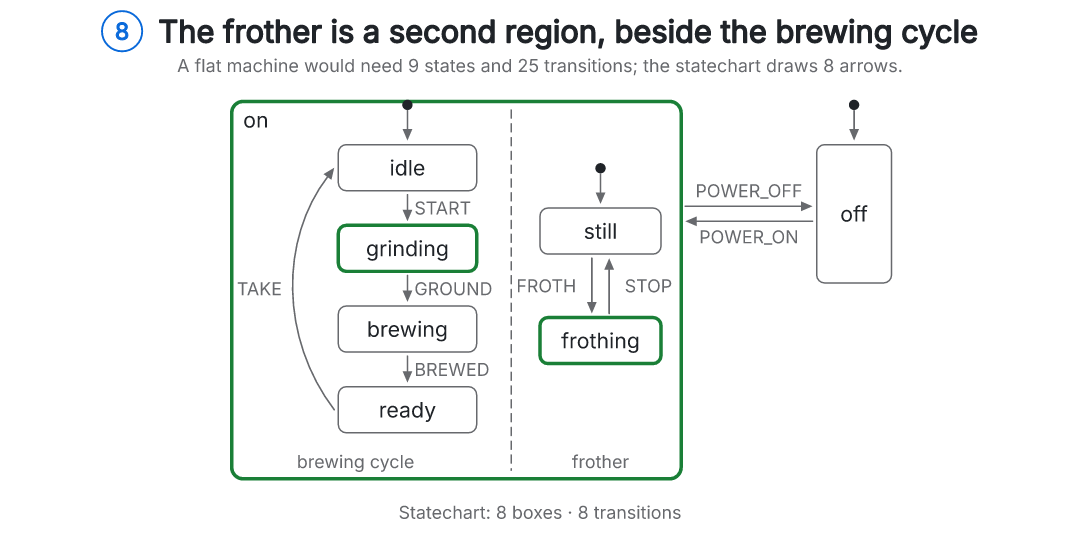 8 The frother is a second region, beside the brewing cycle
A flat machine would need 9 states and 25 transitions; the statechart draws 8 arrows.
on
idle
START
grinding
TAKE
GROUND
brewing
BREWED
ready
brewing cycle
still
FROTH
STOP
frothing
frother
POWER_OFF
POWER_ON
off
Statechart: 8 boxes · 8 transitions